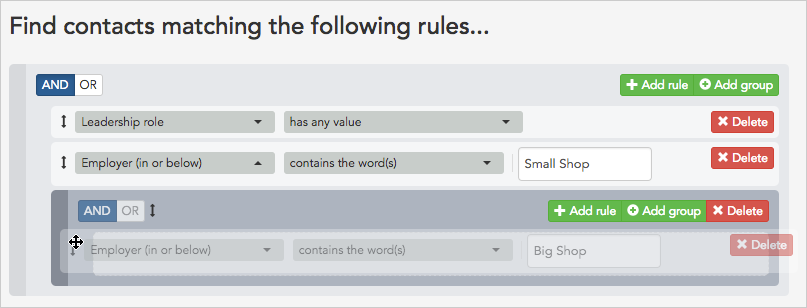 Find contacts matching the following rules...
AND OR Add rule Add group
Leadership role has any value Delete
Employer (in or below) contains the word(s) Small Shop Delete
AND OR Add rule Add group Delete
Employer (in or below) contains the word(s) Big Shop Delete